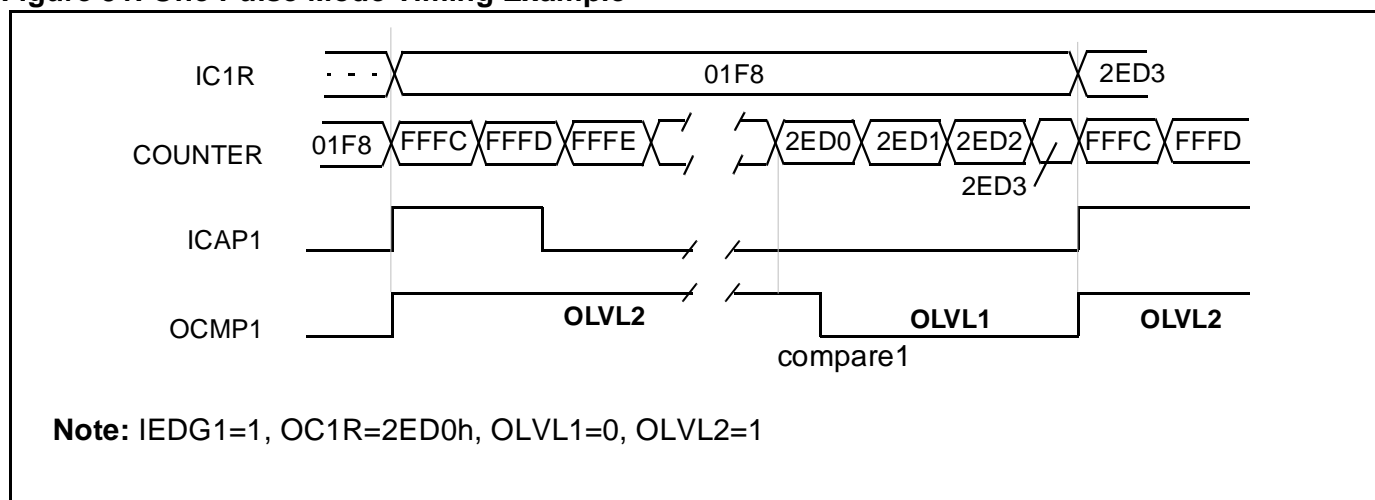 IC1R - - - 01F8 2ED3
COUNTER 01F8 FFFC FFFD FFFE 2ED0 2ED1 2ED2 FFFC FFFD
2ED3
ICAP1
OCMP1 OLVL2 OLVL1 OLVL2
compare1
Note: IEDG1=1, OC1R=2ED0h, OLVL1=0, OLVL2=1